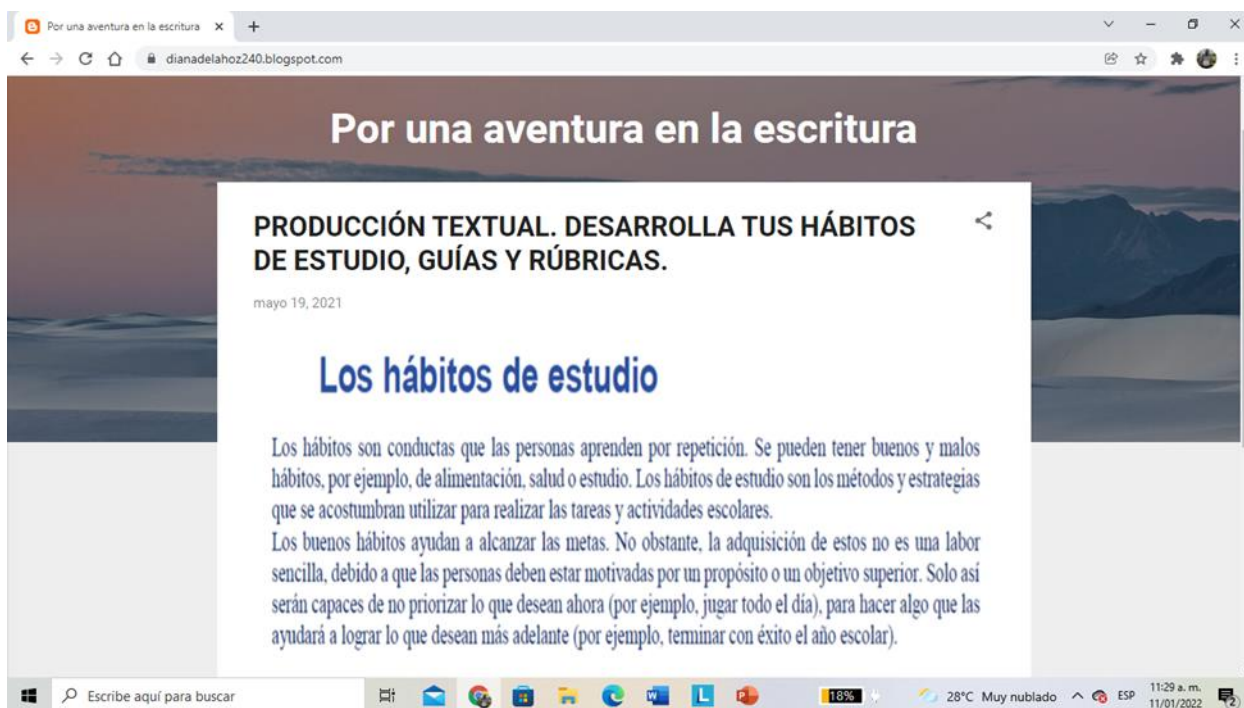 Por una aventura en la escritura
dianadelahoz240.blogspot.com
Por una aventura en la escritura
PRODUCCIÓN TEXTUAL. DESARROLLA TUS HÁBITOS
DE ESTUDIO, GUÍAS Y RÚBRICAS.
mayo 19, 2021
Los hábitos de estudio
Los hábitos son conductas que las personas aprenden por repetición. Se pueden tener buenos y malos
hábitos, por ejemplo, de alimentación, salud o estudio. Los hábitos de estudio son los métodos y estrategias
que se acostumbran utilizar para realizar las tareas y actividades escolares.
Los buenos hábitos ayudan a alcanzar las metas. No obstante, la adquisición de estos no es una labor
sencilla, debido a que las personas deben estar motivadas por un propósito o un objetivo superior. Solo así
serán capaces de no priorizar lo que desean ahora (por ejemplo, jugar todo el día), para hacer algo que las
ayudará a lograr lo que desean más adelante (por ejemplo, terminar con éxito el año escolar).
Escribe aquí para buscar
18%
28°C Muy nublado
ESP
11:29 a. m.
11/01/2022
2